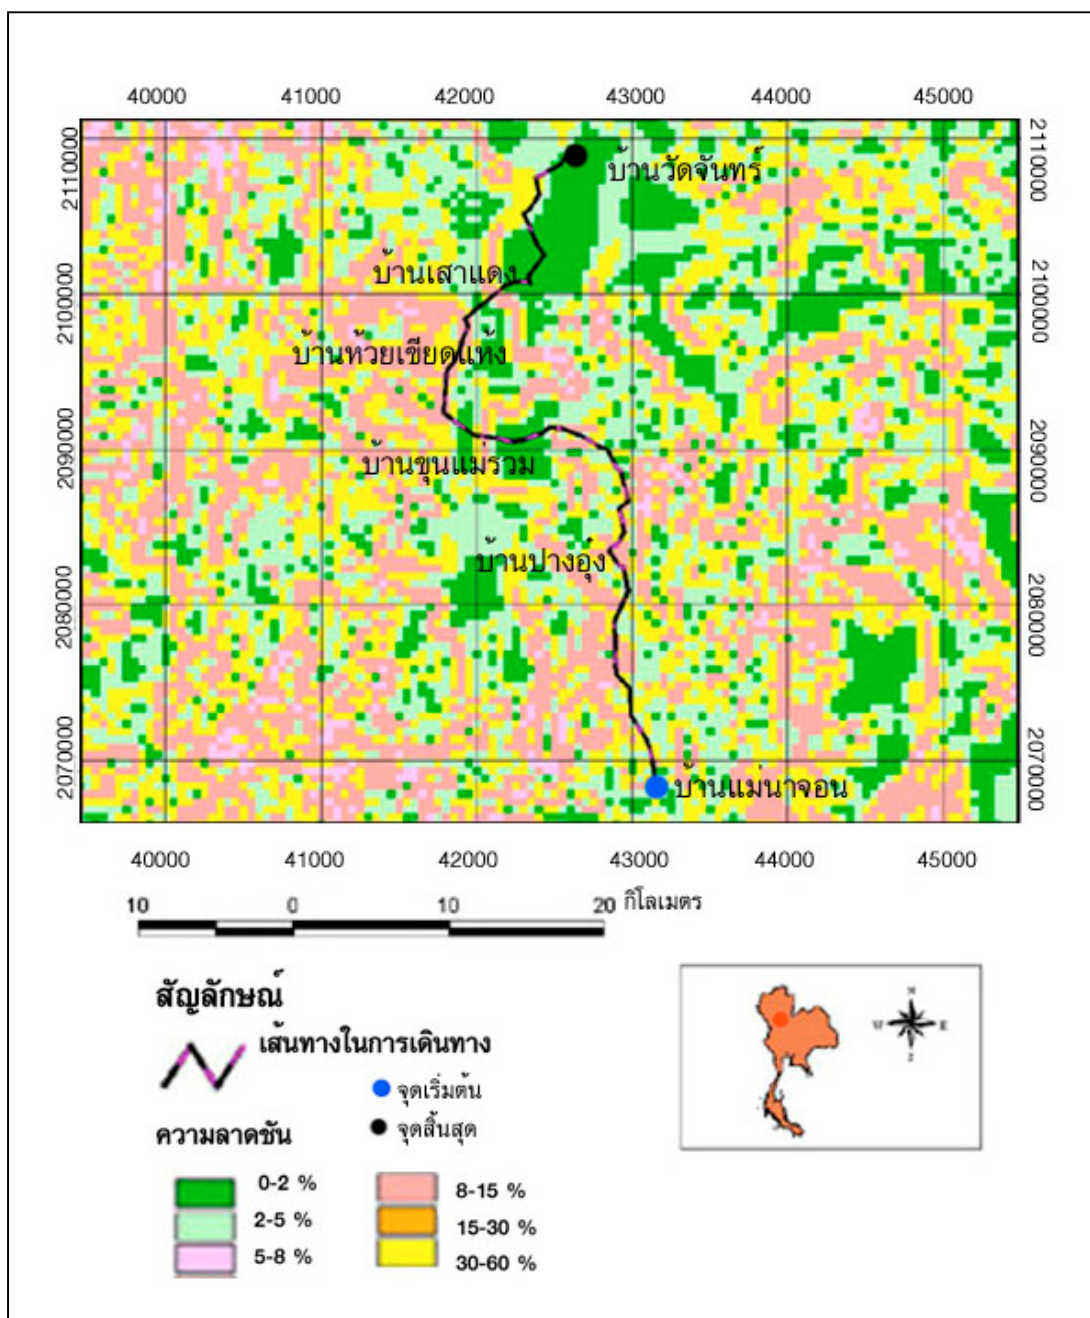 40000 41000 42000 43000 44000 45000
2110000 2110000
บ้านวัดจันทร์
บ้านเสาแดง
2100000 2100000
บ้านห้วยเขียดแห้ง
2090000 2090000
บ้านขุนแม่รวม
บ้านปางอุ๋ง
2080000 2080000
2070000 2070000
บ้านแม่นาจอน
40000 41000 42000 43000 44000 45000
10 0 10 20 กิโลเมตร
สัญลักษณ์
เส้นทางในการเดินทาง
จุดเริ่มต้น
จุดสิ้นสุด
ความลาดชัน
0-2 %
2-5 %
5-8 %
8-15 %
15-30 %
30-60 %
N
W E